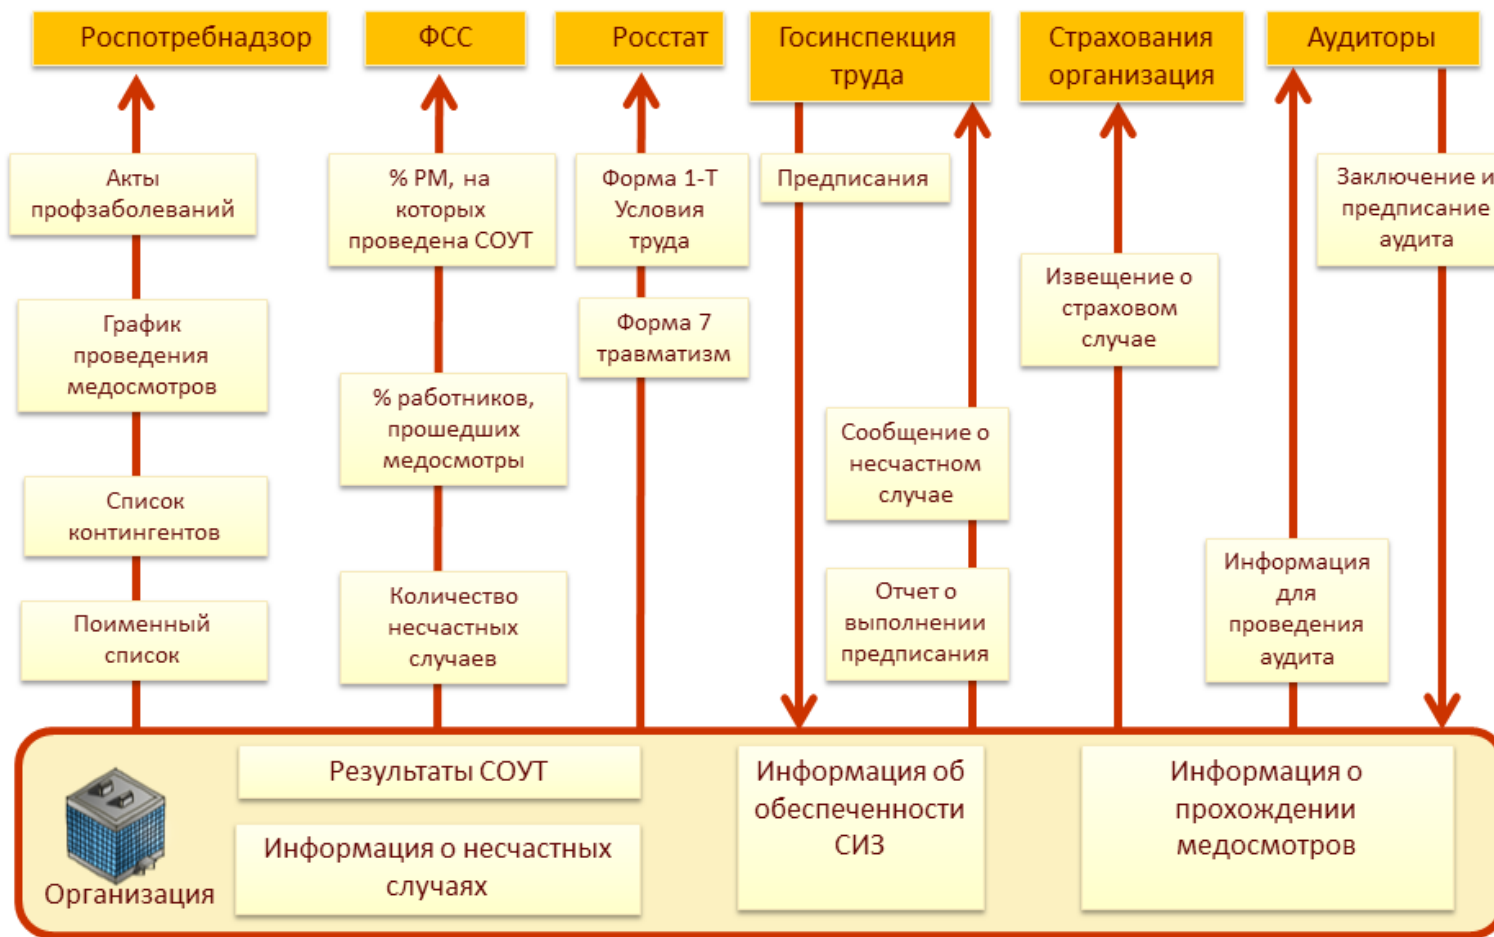 Роспотребнадзор
ФСС
Росстат
Госинспекция
труда
Страхования
организация
Аудиторы
Акты
профзаболеваний
График
проведения
медосмотров
Список
контингентов
Поименный
список
% РМ, на
которых
проведена СОУТ
% работников,
прошедших
медосмотры
Количество
несчастных
случаев
Форма 1-Т
Условия
труда
Форма 7
травматизм
Предписания
Сообщение о
несчастном
случае
Отчет о
выполнении
предписания
Извещение о
страховом
случае
Информация
для
проведения
аудита
Заключение и
предписание
аудита
Организация
Результаты СОУТ
Информация о несчастных
случаях
Информация об
обеспеченности
СИЗ
Информация о
прохождении
медосмотров